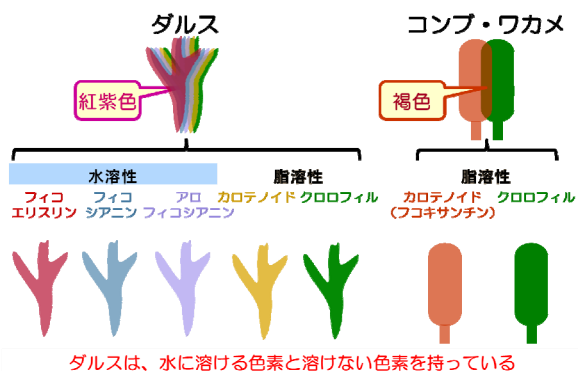 ダルス
コンブ・ワカメ
紅紫色
褐色
水溶性
脂溶性
脂溶性
フィコ
エリスリン
フィコ
シアニン
アロ
フィコシアニン
カロテノイド
クロロフィル
カロテノイド
(フコキサンチン)
クロロフィル
ダルスは、水に溶ける色素と溶けない色素を持っている